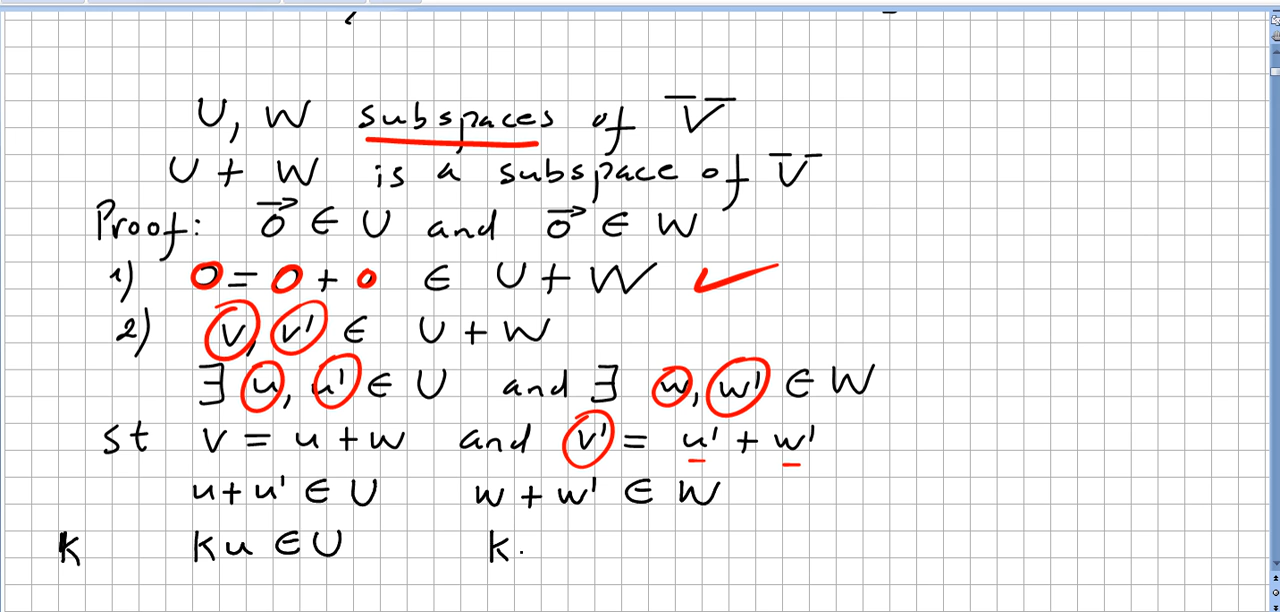 U, W subspaces of V
U + W is a subspace of V
Proof: 0⃗ ∈ U and 0⃗ ∈ W
1) 0 = 0 + 0 ∈ U + W ✓
2) v, v' ∈ U + W
∃ u, u' ∈ U and ∃ w, w' ∈ W
st v = u + w and v' = u' + w'
u + u' ∈ U w + w' ∈ W
k ku ∈ U k.